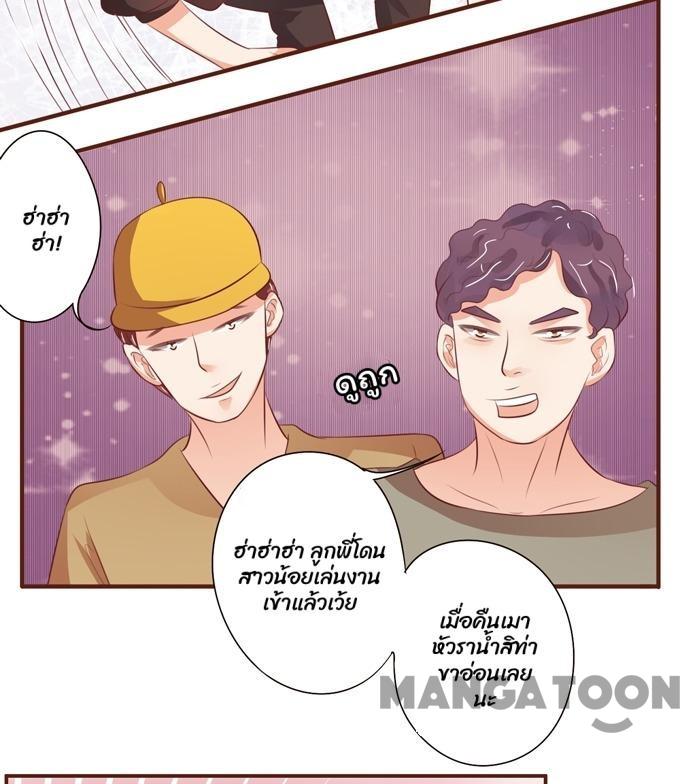 ฮ่าฮ่า
ฮ่า!
ดูถูก
ฮ่าฮ่าฮ่า ลูกพี่โดน
สาวน้อยเล่นงาน
เข้าแล้วเว้ย
เมื่อคืนเมา
หัวราน้ำสิท่า
ขาอ่อนเลย
นะ
MANGATOON